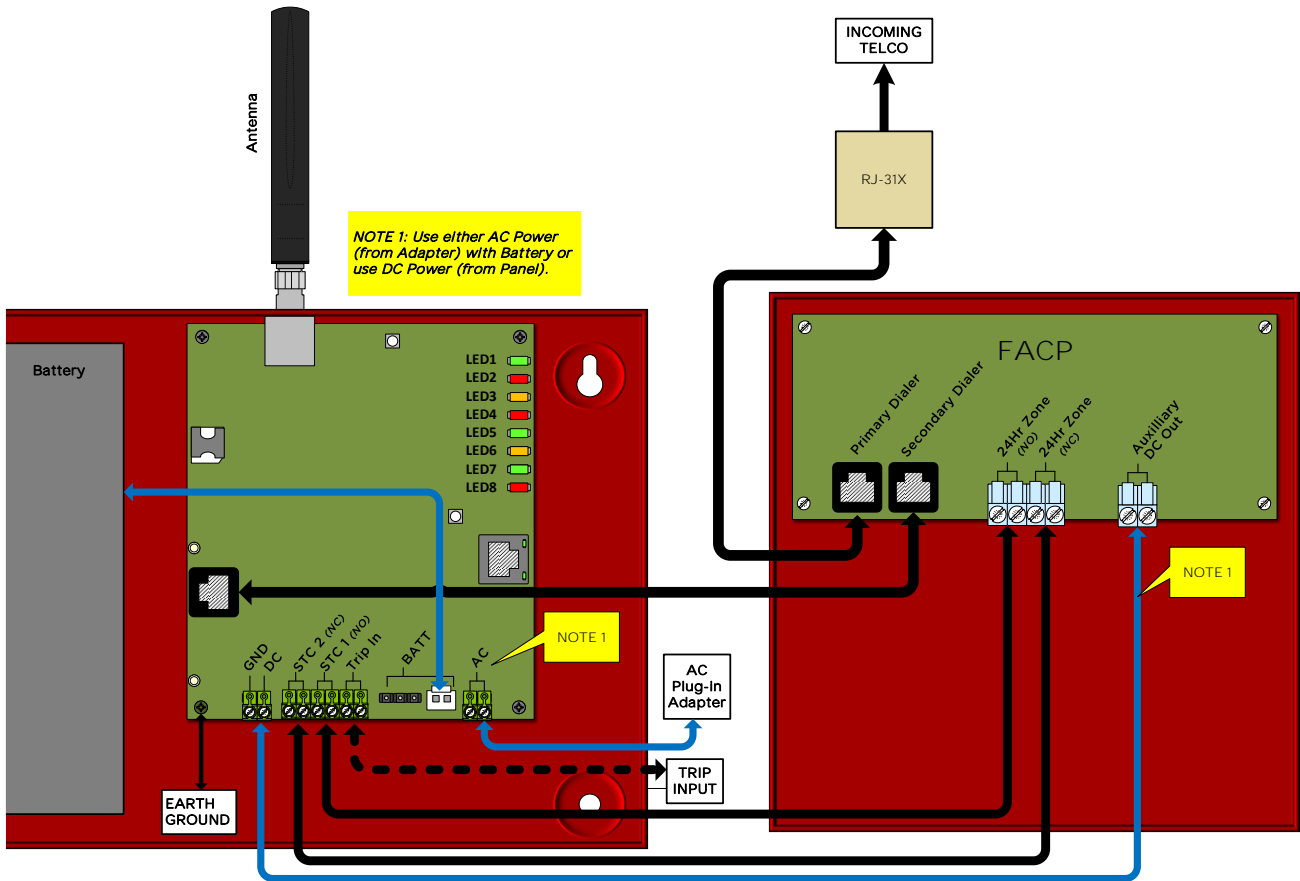 INCOMING
TELCO
Antenna
RJ-31X
NOTE 1: Use either AC Power
(from Adapter) with Battery or
use DC Power (from Panel).
Battery
LED1
LED2
LED3
LED4
LED5
LED6
LED7
LED8
FACP
Primary Dialer
Secondary Dialer
24Hr Zone
(NO)
24Hr Zone
(NC)
Auxilliary
DC Out
NOTE 1
NOTE 1
GND
DC
STC 2 (NC)
STC 1 (NO)
Trip In
BATT
AC
AC
Plug-In
Adapter
TRIP
INPUT
EARTH
GROUND